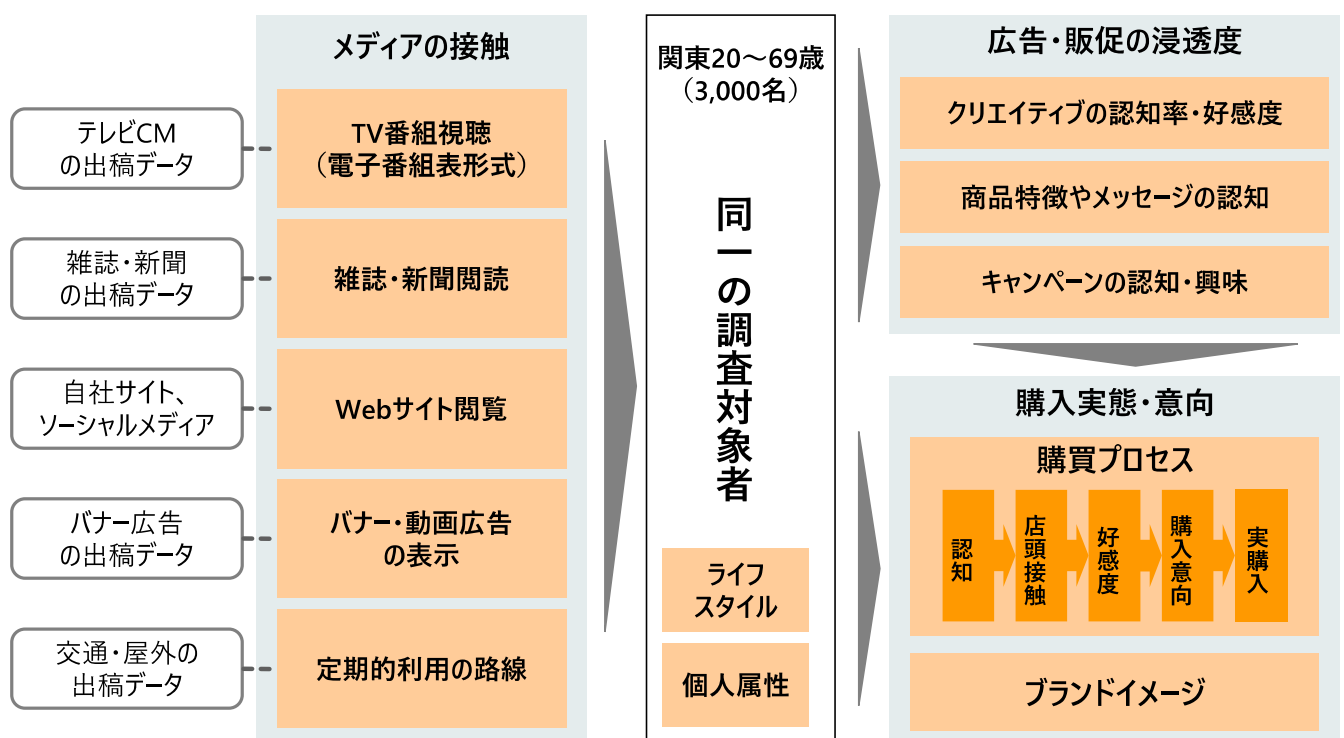 メディアの接触
テレビCM
の出稿データ
TV番組視聴
（電子番組表形式）
雑誌・新聞
の出稿データ
雑誌・新聞閲読
自社サイト、
ソーシャルメディア
Webサイト閲覧
バナー広告
の出稿データ
バナー・動画広告
の表示
交通・屋外の
出稿データ
定期的利用の路線
関東20～69歳
（3,000名）
同一の調査対象者
ライフ
スタイル
個人属性
広告・販促の浸透度
クリエイティブの認知率・好感度
商品特徴やメッセージの認知
キャンペーンの認知・興味
購入実態・意向
購買プロセス
認知
店頭接触
好感度
購入意向
実購入
ブランドイメージ